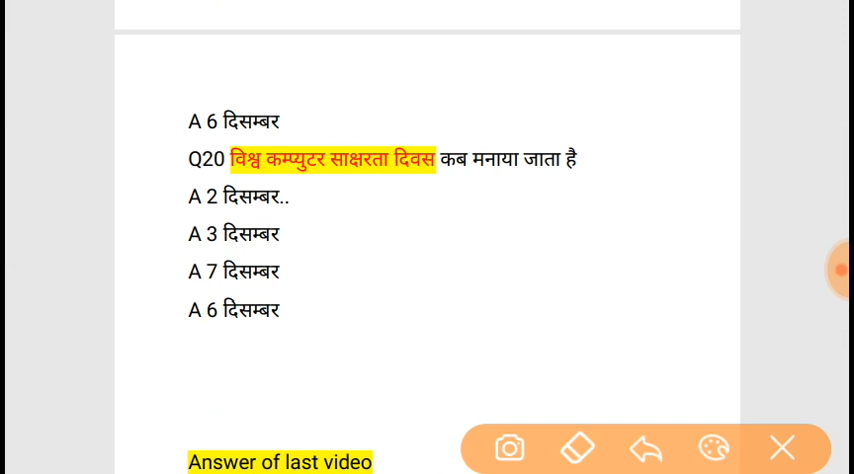 A 6 दिसम्बर
Q20 विश्व कम्प्युटर साक्षरता दिवस कब मनाया जाता है
A 2 दिसम्बर..
A 3 दिसम्बर
A 7 दिसम्बर
A 6 दिसम्बर
Answer of last video